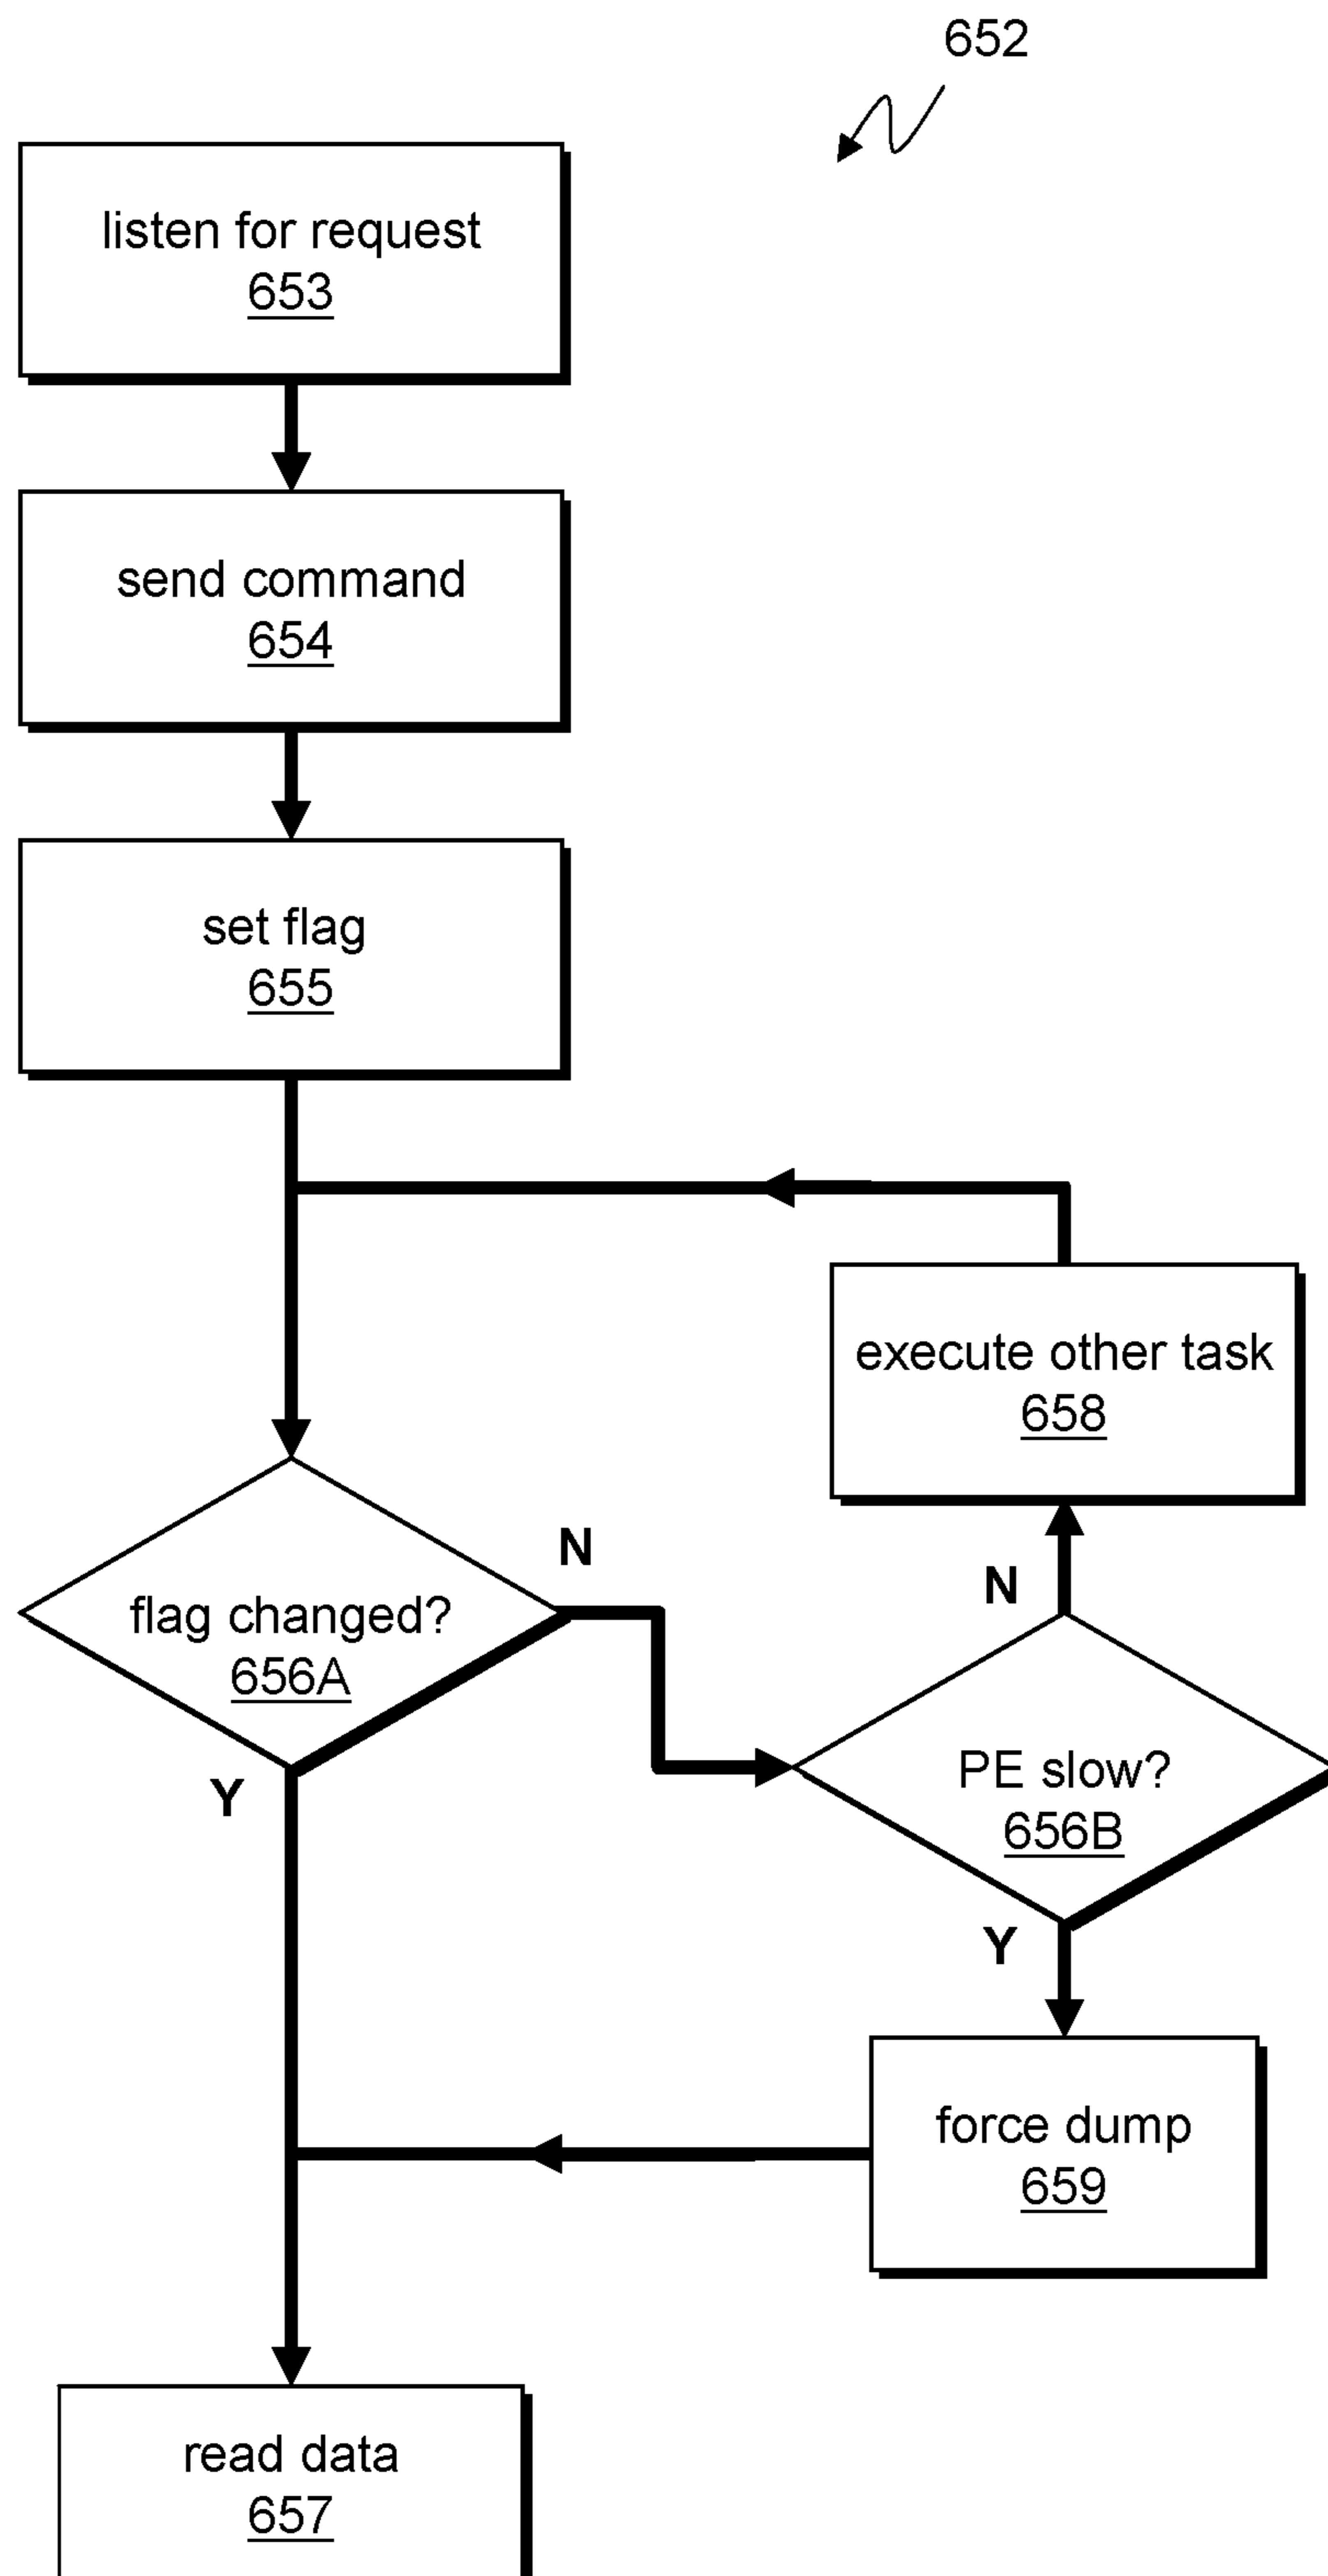 652
listen for request
653
send command
654
set flag
655
execute other task
658
N
N
flag changed?
656A
Y
PE slow?
656B
Y
force dump
659
read data
657